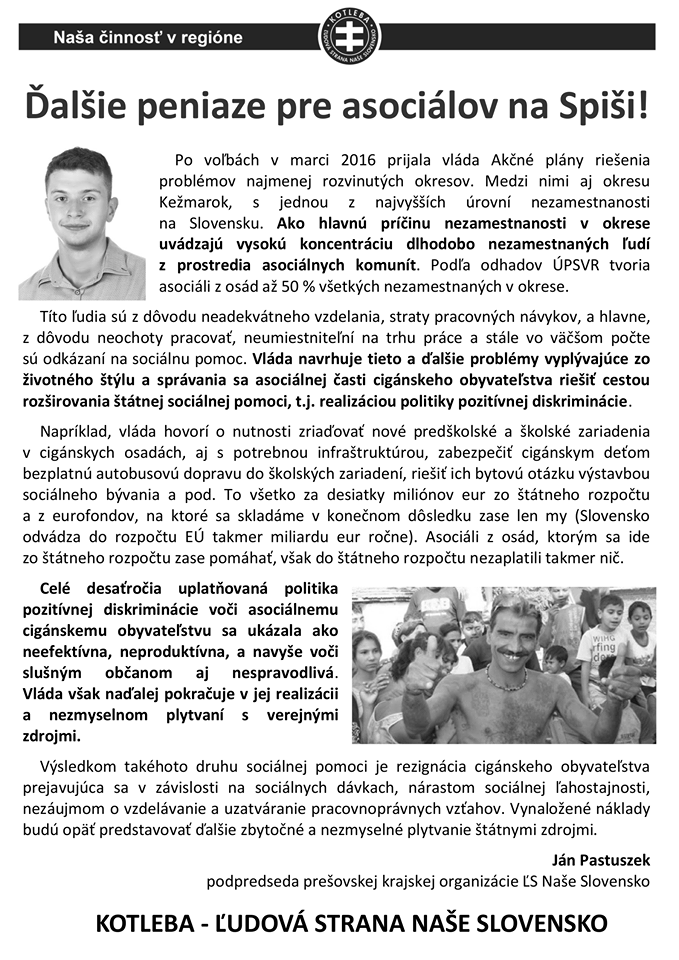 Naša činnosť v regióne
KOTLEBA
ĽUDOVÁ STRANA NAŠE SLOVENSKO
Ďalšie peniaze pre asociálov na Spiši!
Po voľbách v marci 2016 prijala vláda Akčné plány riešenia
problémov najmenej rozvinutých okresov. Medzi nimi aj okresu
Kežmarok, s jednou z najvyšších úrovní nezamestnanosti
na Slovensku. Ako hlavnú príčinu nezamestnanosti v okrese
uvádzajú vysokú koncentráciu dlhodobo nezamestnaných ľudí
z prostredia asociálnych komunít. Podľa odhadov ÚPSVR tvoria
asociáli z osád až 50 % všetkých nezamestnaných v okrese.
Títo ľudia sú z dôvodu neadekvátneho vzdelania, straty pracovných návykov, a hlavne,
z dôvodu neochoty pracovať, neumiestniteľní na trhu práce a stále vo väčšom počte
sú odkázaní na sociálnu pomoc. Vláda navrhuje tieto a ďalšie problémy vyplývajúce zo
životného štýlu a správania sa asociálnej časti cigánskeho obyvateľstva riešiť cestou
rozširovania štátnej sociálnej pomoci, t.j. realizáciou politiky pozitívnej diskriminácie.
Napríklad, vláda hovorí o nutnosti zriaďovať nové predškolské a školské zariadenia
v cigánskych osadách, aj s potrebnou infraštruktúrou, zabezpečiť cigánskym deťom
bezplatnú autobusovú dopravu do školských zariadení, riešiť ich bytovú otázku výstavbou
sociálneho bývania a pod. To všetko za desiatky miliónov eur zo štátneho rozpočtu
a z eurofondov, na ktoré sa skladáme v konečnom dôsledku zase len my (Slovensko
odvádza do rozpočtu EÚ takmer miliardu eur ročne). Asociáli z osád, ktorým sa ide
zo štátneho rozpočtu zase pomáhať, však do štátneho rozpočtu nezaplatili takmer nič.
Celé desaťročia uplatňovaná politika
pozitívnej diskriminácie voči asociálnemu
cigánskemu obyvateľstvu sa ukázala ako
neefektívna, neproduktívna, a navyše voči
slušným občanom aj nespravodlivá.
Vláda však naďalej pokračuje v jej realizácii
a nezmyselnom plytvaní s verejnými
zdrojmi.
Výsledkom takéhoto druhu sociálnej pomoci je rezignácia cigánskeho obyvateľstva
prejavujúca sa v závislosti na sociálnych dávkach, nárastom sociálnej ľahostajnosti,
nezáujmom o vzdelávanie a uzatváranie pracovnoprávnych vzťahov. Vynaložené náklady
budú opäť predstavovať ďalšie zbytočné a nezmyselné plytvanie štátnymi zdrojmi.
Ján Pastuszek
podpredseda prešovskej krajskej organizácie ĽS Naše Slovensko
KOTLEBA - ĽUDOVÁ STRANA NAŠE SLOVENSKO